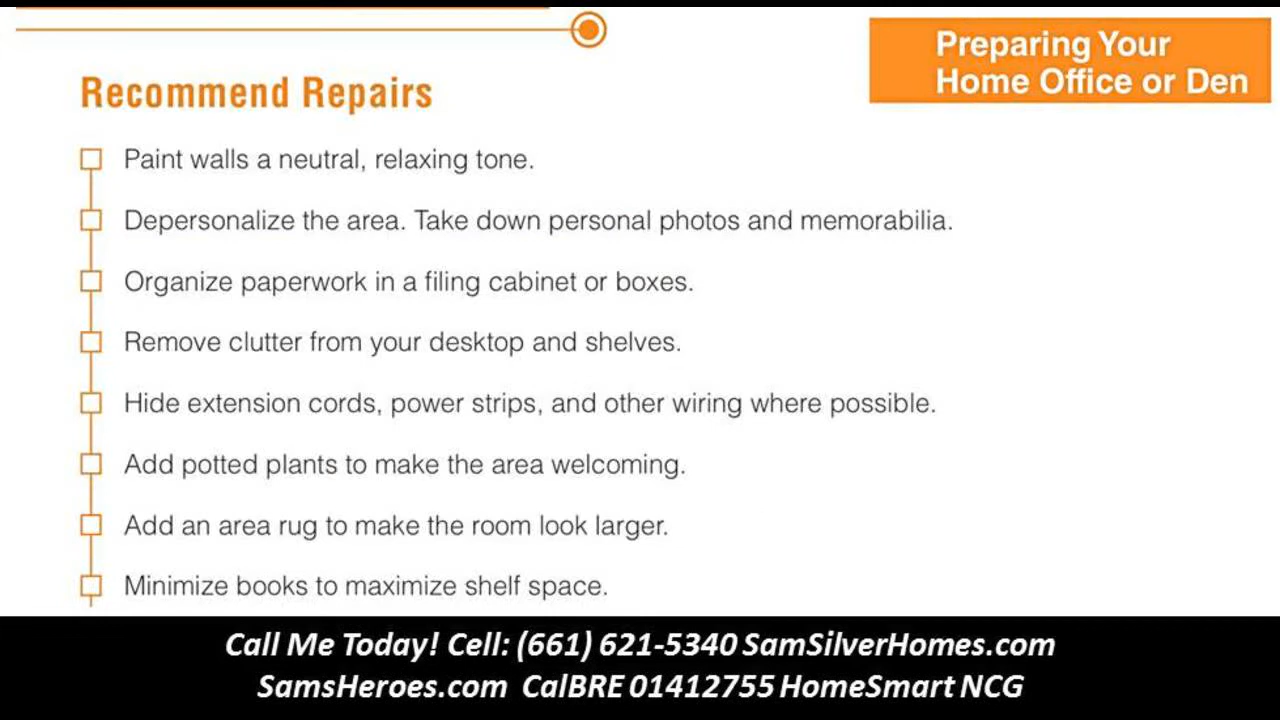 Preparing Your
Home Office or Den
Recommend Repairs
Paint walls a neutral, relaxing tone.
Depersonalize the area. Take down personal photos and memorabilia.
Organize paperwork in a filing cabinet or boxes.
Remove clutter from your desktop and shelves.
Hide extension cords, power strips, and other wiring where possible.
Add potted plants to make the area welcoming.
Add an area rug to make the room look larger.
Minimize books to maximize shelf space.
Call Me Today! Cell: (661) 621-5340 SamSilverHomes.com
SamsHeroes.com CalBRE 01412755 HomeSmart NCG